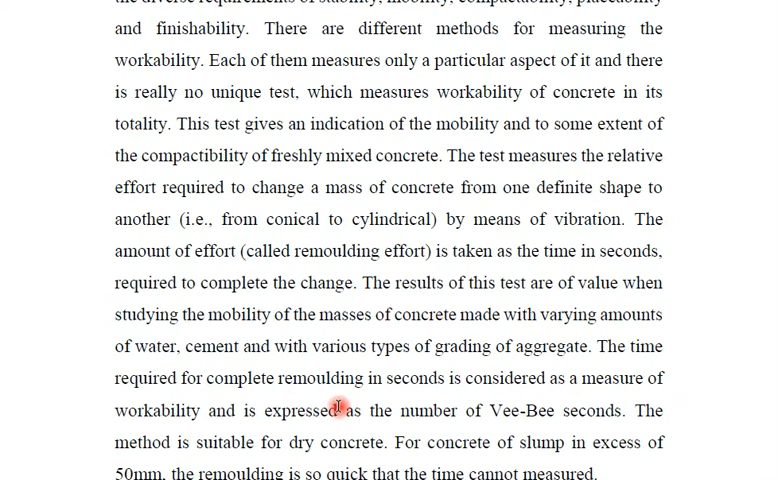 the diverse requirements of stability, mobility, compactability, placeability
and finishability. There are different methods for measuring the
workability. Each of them measures only a particular aspect of it and there
is really no unique test, which measures workability of concrete in its
totality. This test gives an indication of the mobility and to some extent of
the compactibility of freshly mixed concrete. The test measures the relative
effort required to change a mass of concrete from one definite shape to
another (i.e., from conical to cylindrical) by means of vibration. The
amount of effort (called remoulding effort) is taken as the time in seconds,
required to complete the change. The results of this test are of value when
studying the mobility of the masses of concrete made with varying amounts
of water, cement and with various types of grading of aggregate. The time
required for complete remoulding in seconds is considered as a measure of
workability and is expressed as the number of Vee-Bee seconds. The
method is suitable for dry concrete. For concrete of slump in excess of
50mm, the remoulding is so quick that the time cannot measured.